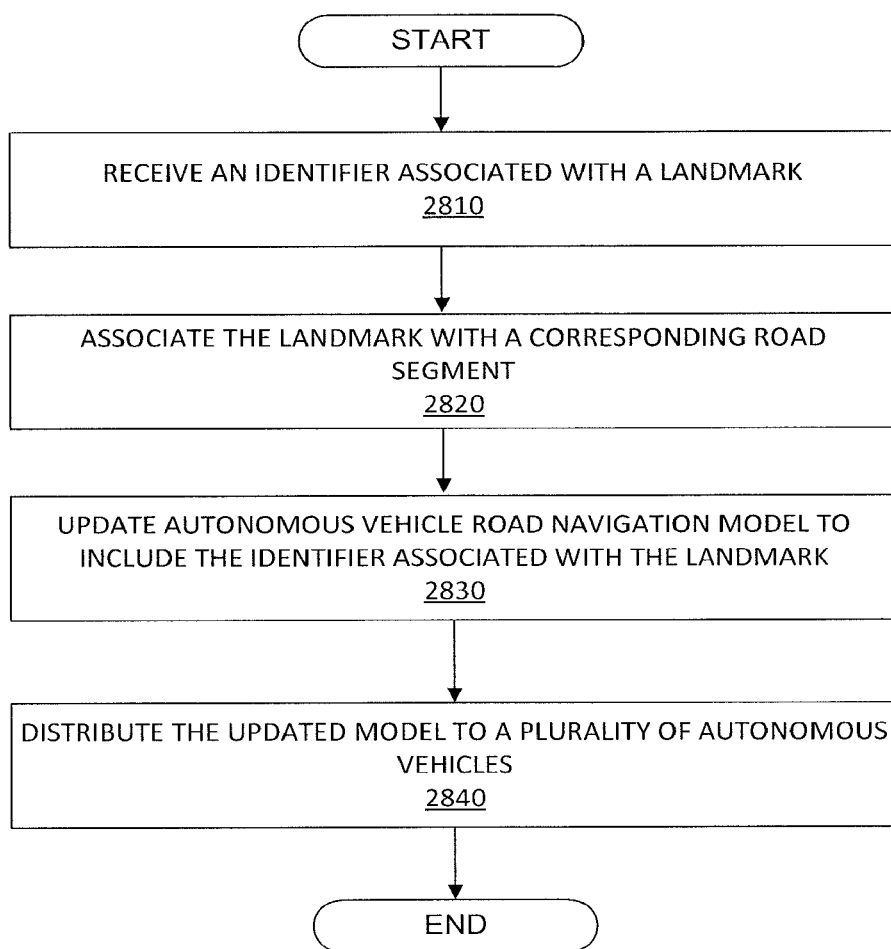 START
RECEIVE AN IDENTIFIER ASSOCIATED WITH A LANDMARK
2810
ASSOCIATE THE LANDMARK WITH A CORRESPONDING ROAD
SEGMENT
2820
UPDATE AUTONOMOUS VEHICLE ROAD NAVIGATION MODEL TO
INCLUDE THE IDENTIFIER ASSOCIATED WITH THE LANDMARK
2830
DISTRIBUTE THE UPDATED MODEL TO A PLURALITY OF AUTONOMOUS
VEHICLES
2840
END